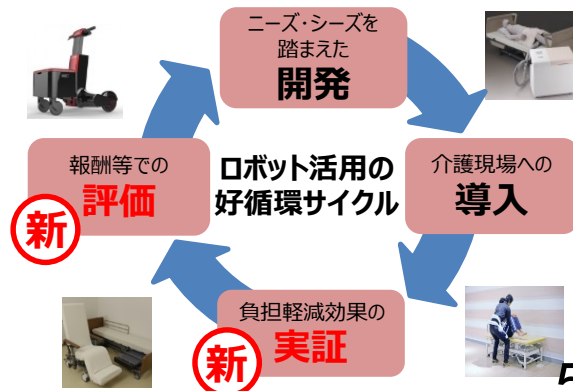 ニーズ・シーズを
踏まえた
開発
報酬等での
評価
新
ロボット活用の
好循環サイクル
介護現場への
導入
負担軽減効果の
実証
新
5